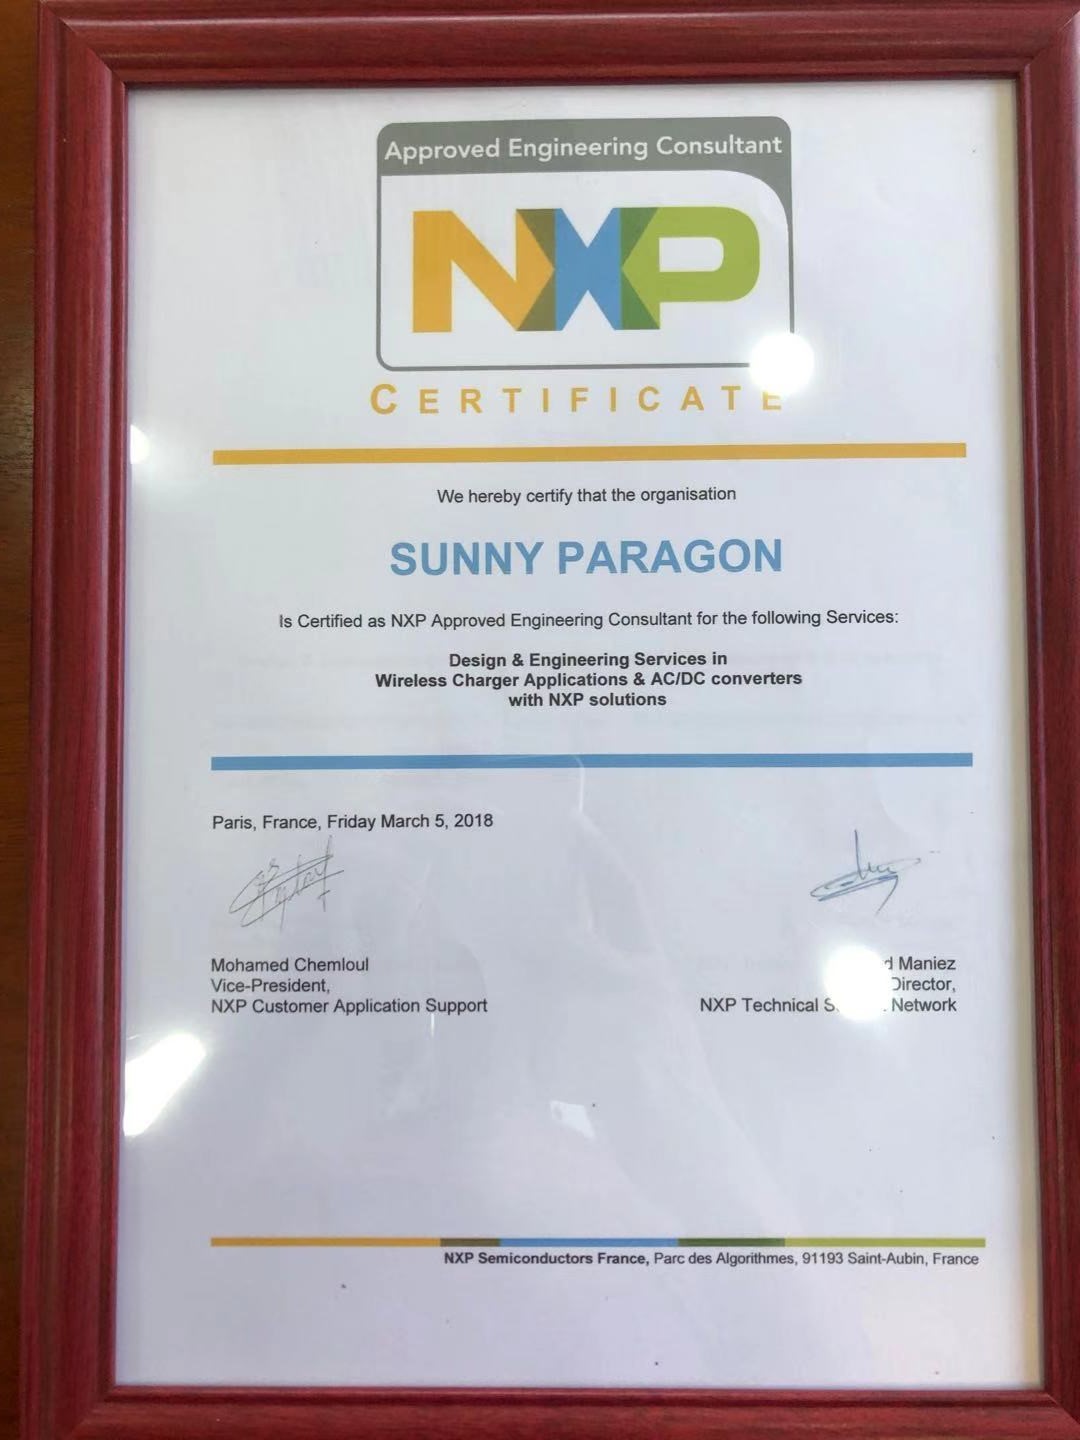 Approved Engineering Consultant
NXP
CERTIFICATE
We hereby certify that the organisation
SUNNY PARAGON
Is Certified as NXP Approved Engineering Consultant for the following Services:
Design & Engineering Services in
Wireless Charger Applications & AC/DC converters
with NXP solutions
Paris, France, Friday March 5, 2018
Mohamed Chemloul
Vice-President,
NXP Customer Application Support
Maniez
Director,
NXP Technical Network
NXP Semiconductors France, Parc des Algorithmes, 91193 Saint-Aubin, France